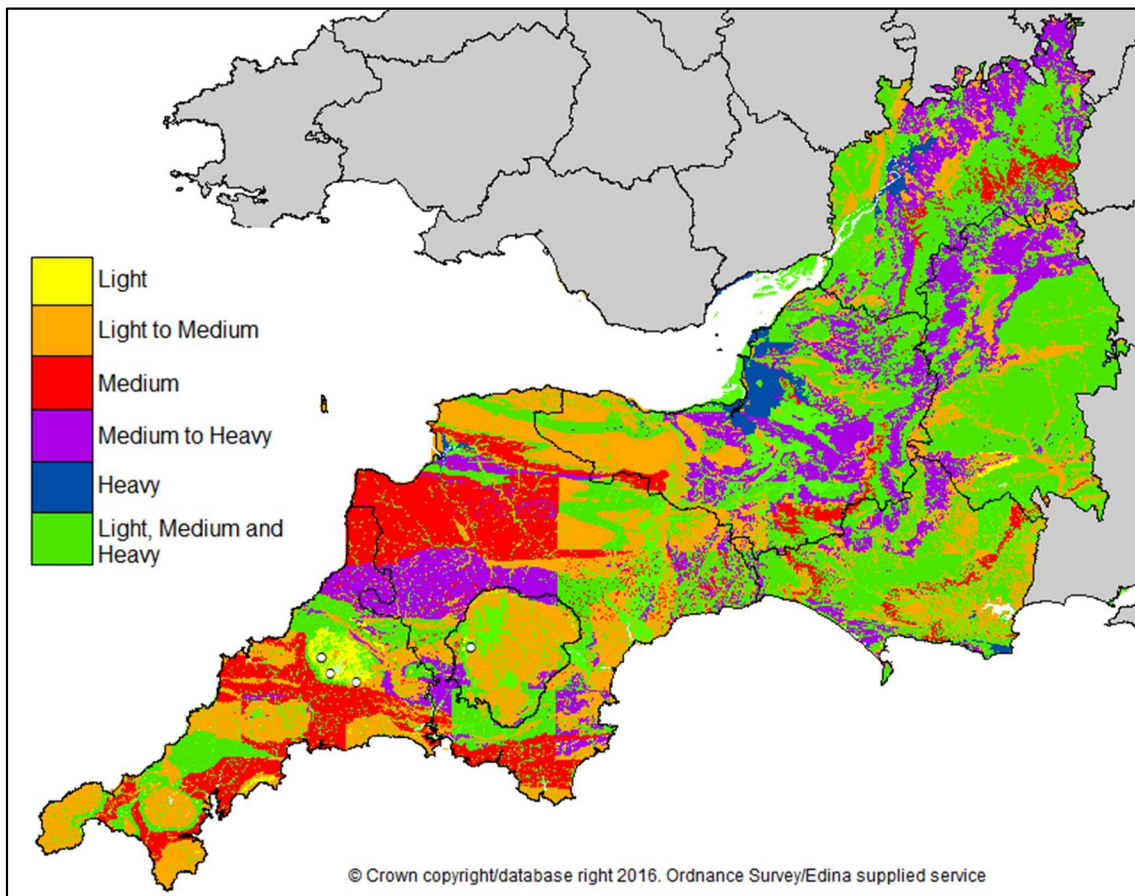 Light
Light to Medium
Medium
Medium to Heavy
Heavy
Light, Medium and
Heavy
© Crown copyright/database right 2016. Ordnance Survey/Edina supplied service